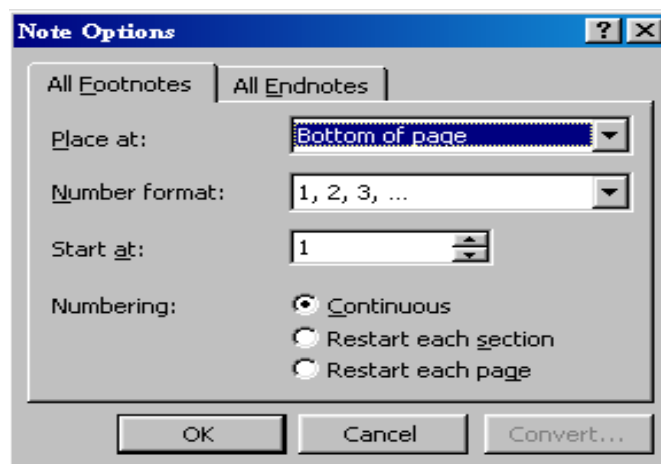 Note Options
All Footnotes All Endnotes
Place at: Bottom of page
Number format: 1, 2, 3, ...
Start at: 1
Numbering: Continuous
Restart each section
Restart each page
OK Cancel Convert...